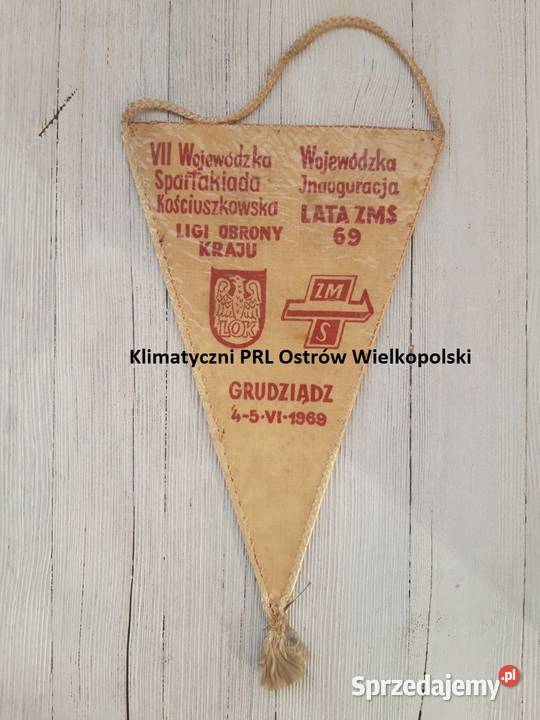 VII Wojewódzka
Spartakiada
Kościuszkowska
LIGI OBRONY
KRAJU
Wojewódzka
Inauguracja
LATA ZMS
69
LOK
ZM
S
Klimatyczni PRL Ostrów Wielkopolski
GRUDZIĄDZ
4-5·VI·1969
Sprzedajemy.pl